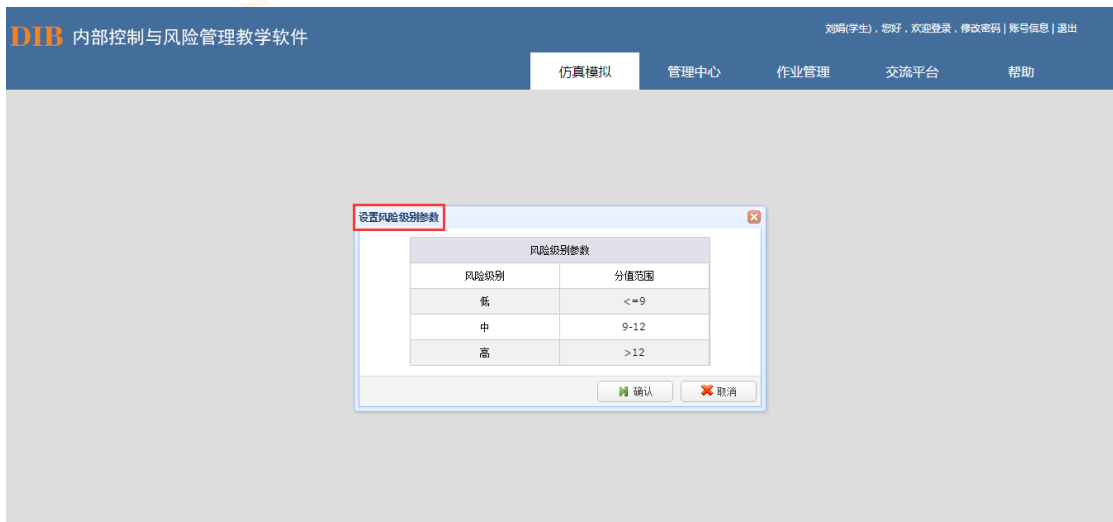 刘娟(学生)，您好，欢迎登录，修改密码 | 账号信息 | 退出
DIB 内部控制与风险管理教学软件
仿真模拟 管理中心 作业管理 交流平台 帮助
设置风险级别参数
风险级别参数
风险级别 分值范围
低 <=9
中 9-12
高 >12
确认 取消